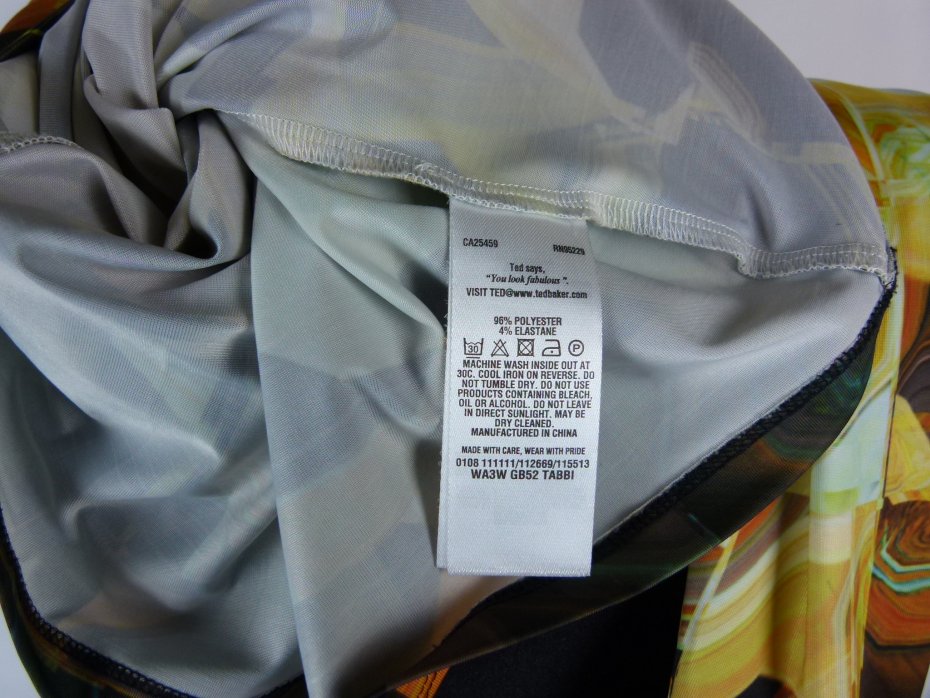 CA25459 RN95229
Ted says,
"You look fabulous".
VISIT TED@www.tedbaker.com
96% POLYESTER
4% ELASTANE
30 P
MACHINE WASH INSIDE OUT AT
30C. COOL IRON ON REVERSE. DO
NOT TUMBLE DRY. DO NOT USE
PRODUCTS CONTAINING BLEACH,
OIL OR ALCOHOL. DO NOT LEAVE
IN DIRECT SUNLIGHT. MAY BE
DRY CLEANED.
MANUFACTURED IN CHINA
MADE WITH CARE, WEAR WITH PRIDE
0108 111111/112669/115513
WA3W GB52 TABBI